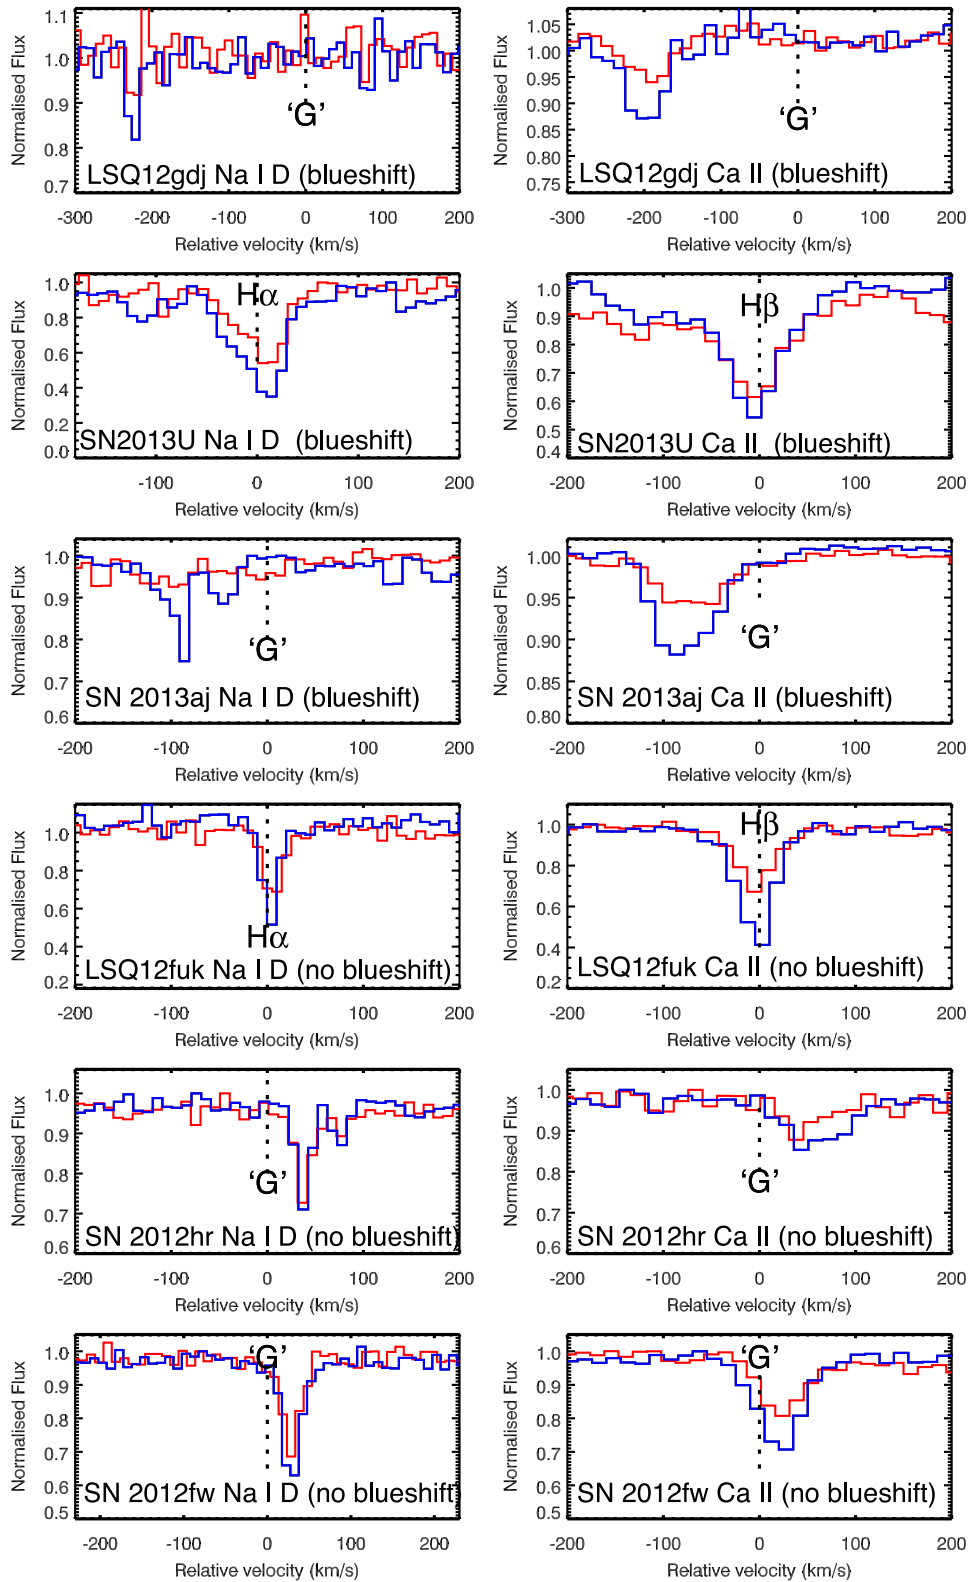 1.1
1.0
0.9
0.8
0.7
Normalised Flux
'G'
LSQ12gdj Na I D (blueshift)
-300 -200 -100 0 100 200
Relative velocity (km/s)
1.05
1.00
0.95
0.90
0.85
0.80
0.75
Normalised Flux
'G'
LSQ12gdj Ca II (blueshift)
-300 -200 -100 0 100 200
Relative velocity (km/s)
1.0
0.8
0.6
0.4
0.2
0.0
Normalised Flux
Hα
SN2013U Na I D (blueshift)
-100 0 100 200
Relative velocity (km/s)
1.0
0.9
0.8
0.7
0.6
0.5
0.4
Normalised Flux
Hβ
SN2013U Ca II (blueshift)
-200 -100 0 100 200
Relative velocity (km/s)
1.0
0.9
0.8
0.7
0.6
Normalised Flux
'G'
SN 2013aj Na I D (blueshift)
-200 -100 0 100 200
Relative velocity (km/s)
1.00
0.95
0.90
0.85
0.80
Normalised Flux
'G'
SN 2013aj Ca II (blueshift)
-200 -100 0 100 200
Relative velocity (km/s)
1.0
0.8
0.6
0.4
0.2
Normalised Flux
Hα
LSQ12fuk Na I D (no blueshift)
-200 -100 0 100 200
Relative velocity (km/s)
1.0
0.8
0.6
0.4
0.2
Normalised Flux
Hβ
LSQ12fuk Ca II (no blueshift)
-200 -100 0 100 200
Relative velocity (km/s)
1.0
0.9
0.8
0.7
0.6
Normalised Flux
'G'
SN 2012hr Na I D (no blueshift)
-200 -100 0 100 200
Relative velocity (km/s)
1.0
0.9
0.8
0.7
0.6
Normalised Flux
'G'
SN 2012hr Ca II (no blueshift)
-200 -100 0 100 200
Relative velocity (km/s)
1.0
0.9
0.8
0.7
0.6
0.5
Normalised Flux
'G'
SN 2012fw Na I D (no blueshift)
-200 -100 0 100 200
Relative velocity (km/s)
1.0
0.9
0.8
0.7
0.6
0.5
Normalised Flux
'G'
SN 2012fw Ca II (no blueshift)
-200 -100 0 100 200
Relative velocity (km/s)